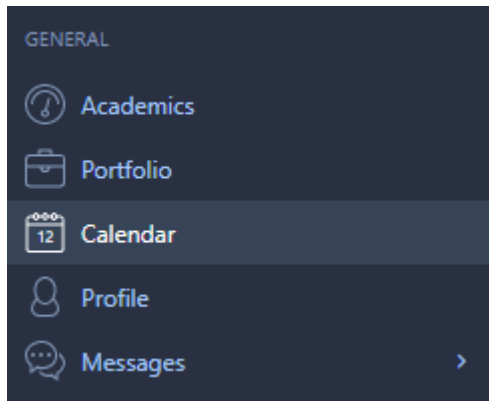 GENERAL
Academics
Portfolio
12 Calendar
Profile
Messages